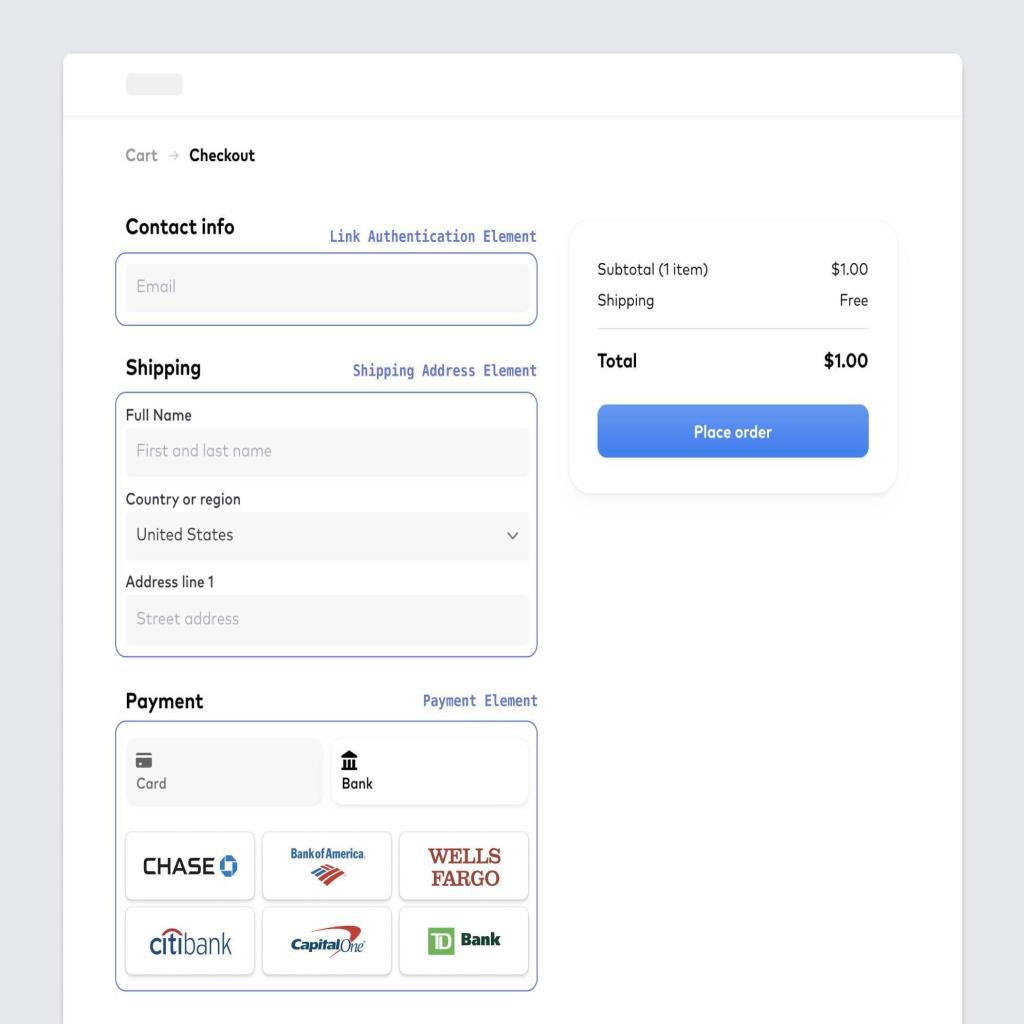 Cart → Checkout
Contact info
Link Authentication Element
Email
Shipping
Shipping Address Element
Full Name
First and last name
Country or region
United States
Address line 1
Street address
Payment
Payment Element
Card
Bank
CHASE
Bank of America
WELLS
FARGO
citibank
Capital One
TD Bank
Subtotal (1 item) $1.00
Shipping Free
Total $1.00
Place order